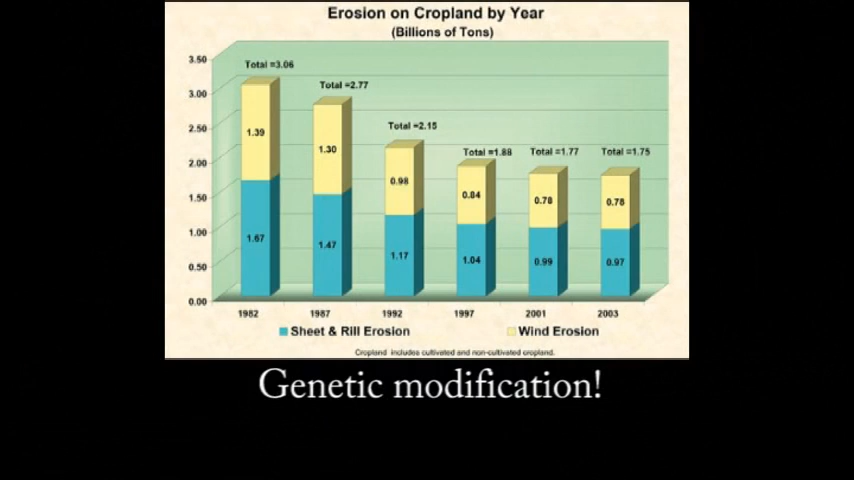 Erosion on Cropland by Year
(Billions of Tons)
3.50
3.00
2.50
2.00
1.50
1.00
0.50
0.00
Total =3.06
Total =2.77
Total =2.15
Total =1.88
Total =1.77
Total =1.75
1.39
1.30
0.98
0.84
0.78
0.78
1.67
1.47
1.17
1.04
0.99
0.97
1982 1987 1992 1997 2001 2003
Sheet & Rill Erosion Wind Erosion
Cropland includes cultivated and non-cultivated cropland.
Genetic modification!